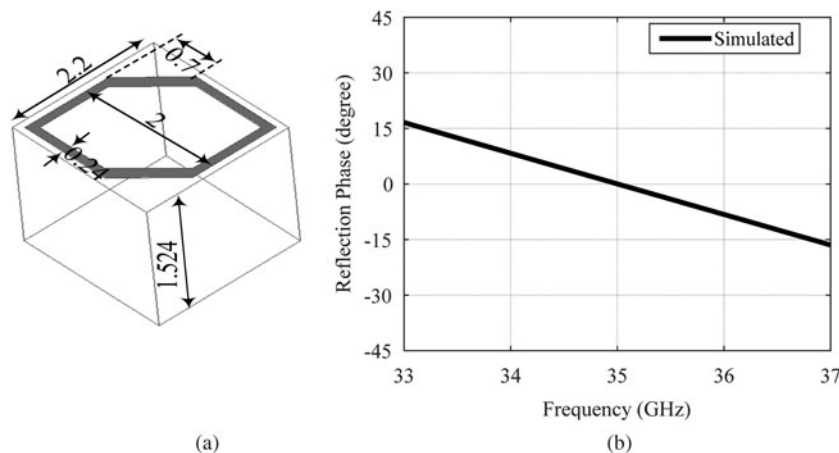 2.2
0.7
2
0.24
1.524
(a)
45
30
15
0
-15
-30
-45
Reflection Phase (degree)
Simulated
33 34 35 36 37
Frequency (GHz)
(b)